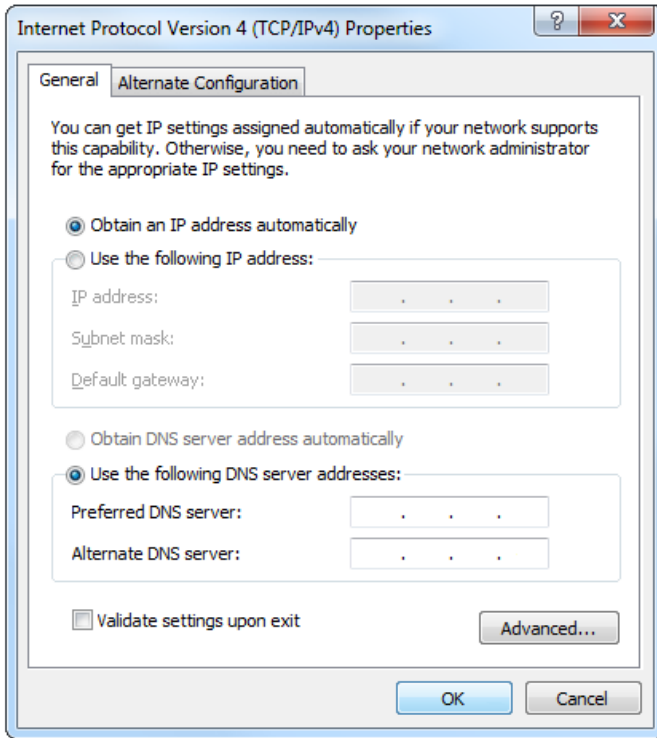 Internet Protocol Version 4 (TCP/IPv4) Properties
General
Alternate Configuration
You can get IP settings assigned automatically if your network supports
this capability. Otherwise, you need to ask your network administrator
for the appropriate IP settings.
Obtain an IP address automatically
Use the following IP address:
IP address: . . .
Subnet mask: . . .
Default gateway: . . .
Obtain DNS server address automatically
Use the following DNS server addresses:
Preferred DNS server: . . .
Alternate DNS server: . . .
Validate settings upon exit
Advanced...
OK
Cancel